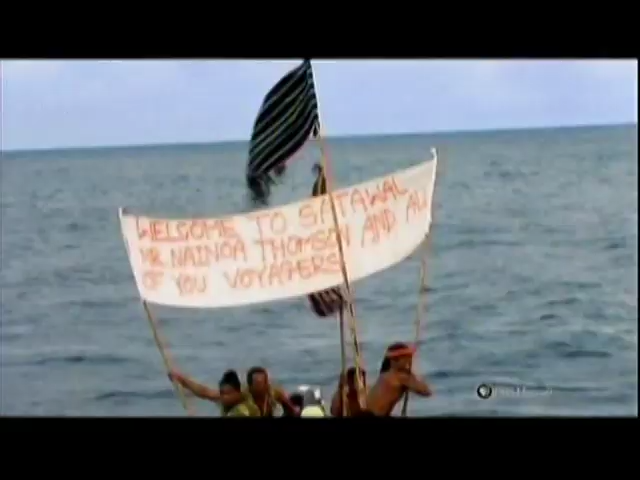 WELCOME TO SATAWAL
MR NAINOA THOMSON AND ALL
OF YOU VOYAGERS